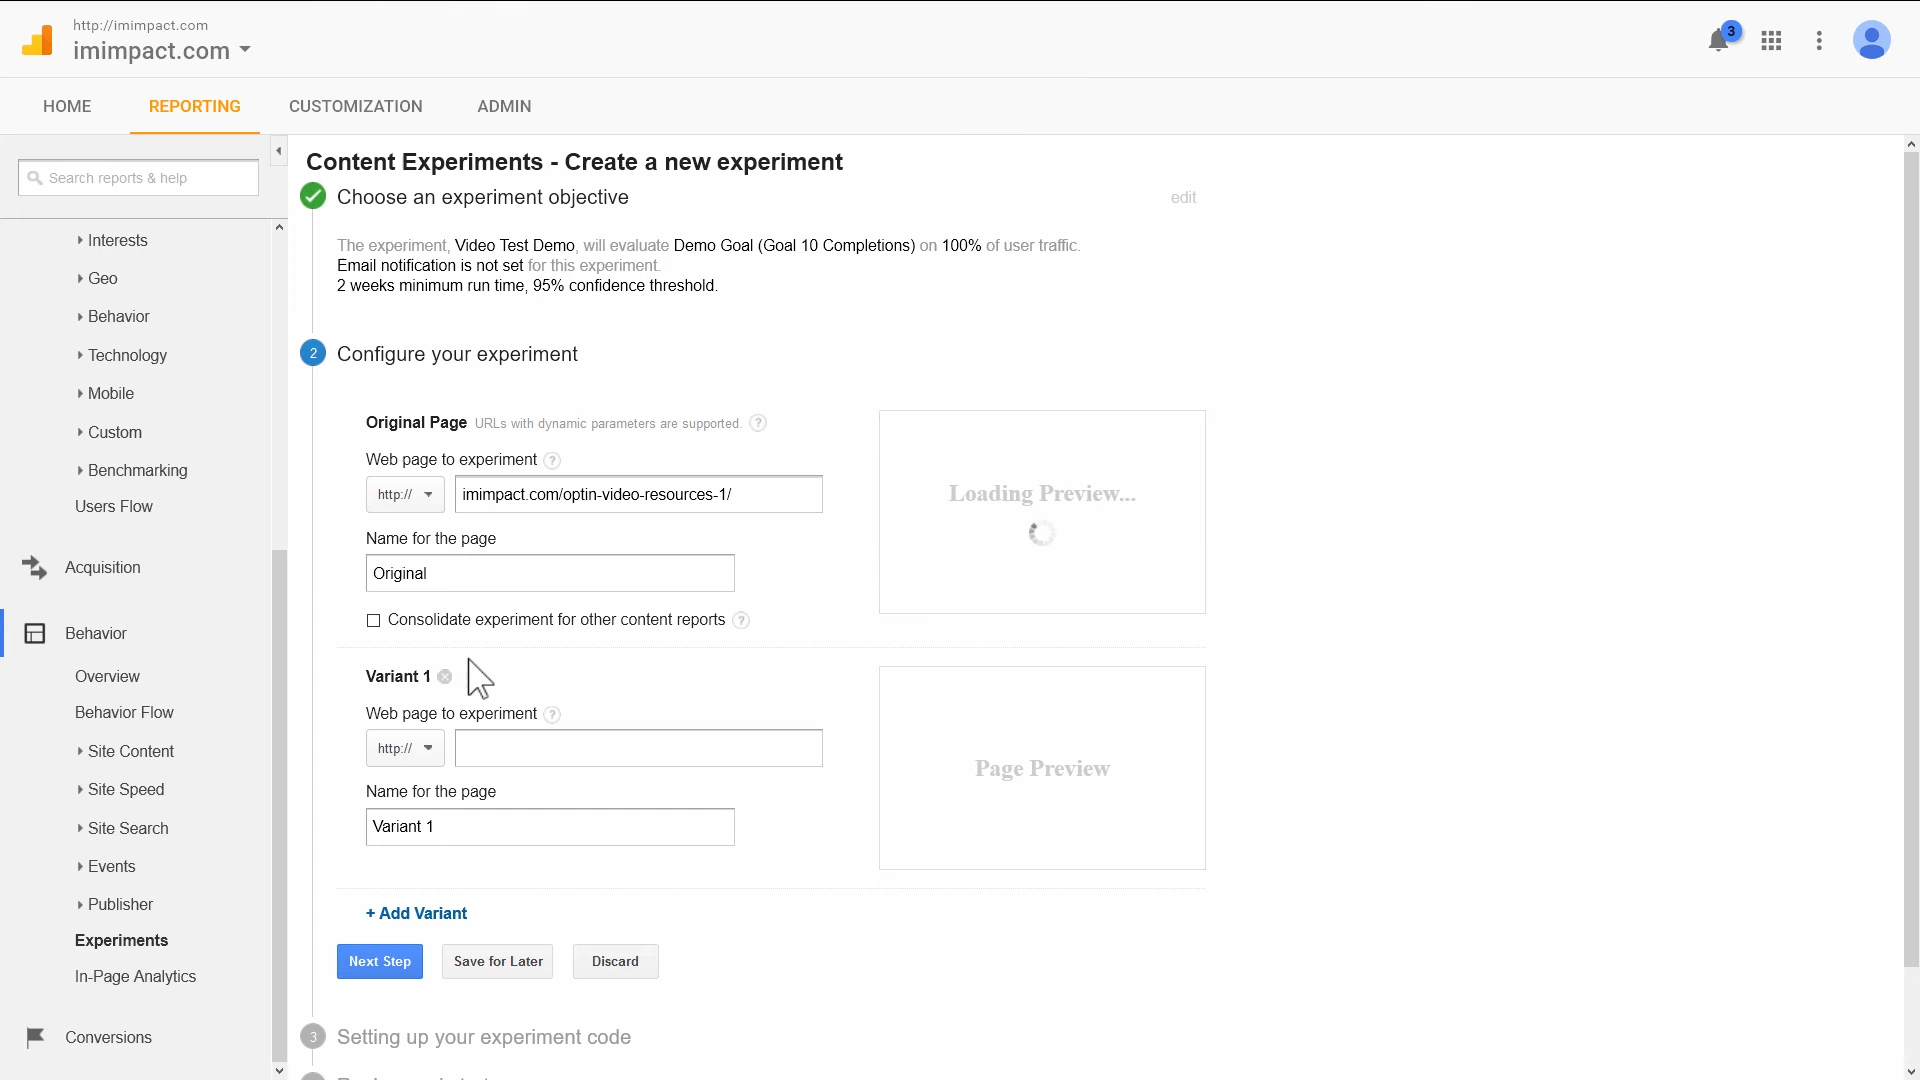 http://imimpact.com
imimpact.com
3
HOME
REPORTING
CUSTOMIZATION
ADMIN
Search reports & help
Interests
Geo
Behavior
Technology
Mobile
Custom
Benchmarking
Users Flow
Acquisition
Behavior
Overview
Behavior Flow
Site Content
Site Speed
Site Search
Events
Publisher
Experiments
In-Page Analytics
Conversions
Content Experiments - Create a new experiment
Choose an experiment objective
edit
The experiment, Video Test Demo, will evaluate Demo Goal (Goal 10 Completions) on 100% of user traffic.
Email notification is not set for this experiment.
2 weeks minimum run time, 95% confidence threshold.
2 Configure your experiment
Original Page URLs with dynamic parameters are supported. ?
Web page to experiment ?
http:// imimpact.com/optin-video-resources-1/
Name for the page
Original
Consolidate experiment for other content reports ?
Loading Preview...
Variant 1
Web page to experiment ?
http://
Name for the page
Variant 1
Page Preview
+ Add Variant
Next Step
Save for Later
Discard
3 Setting up your experiment code